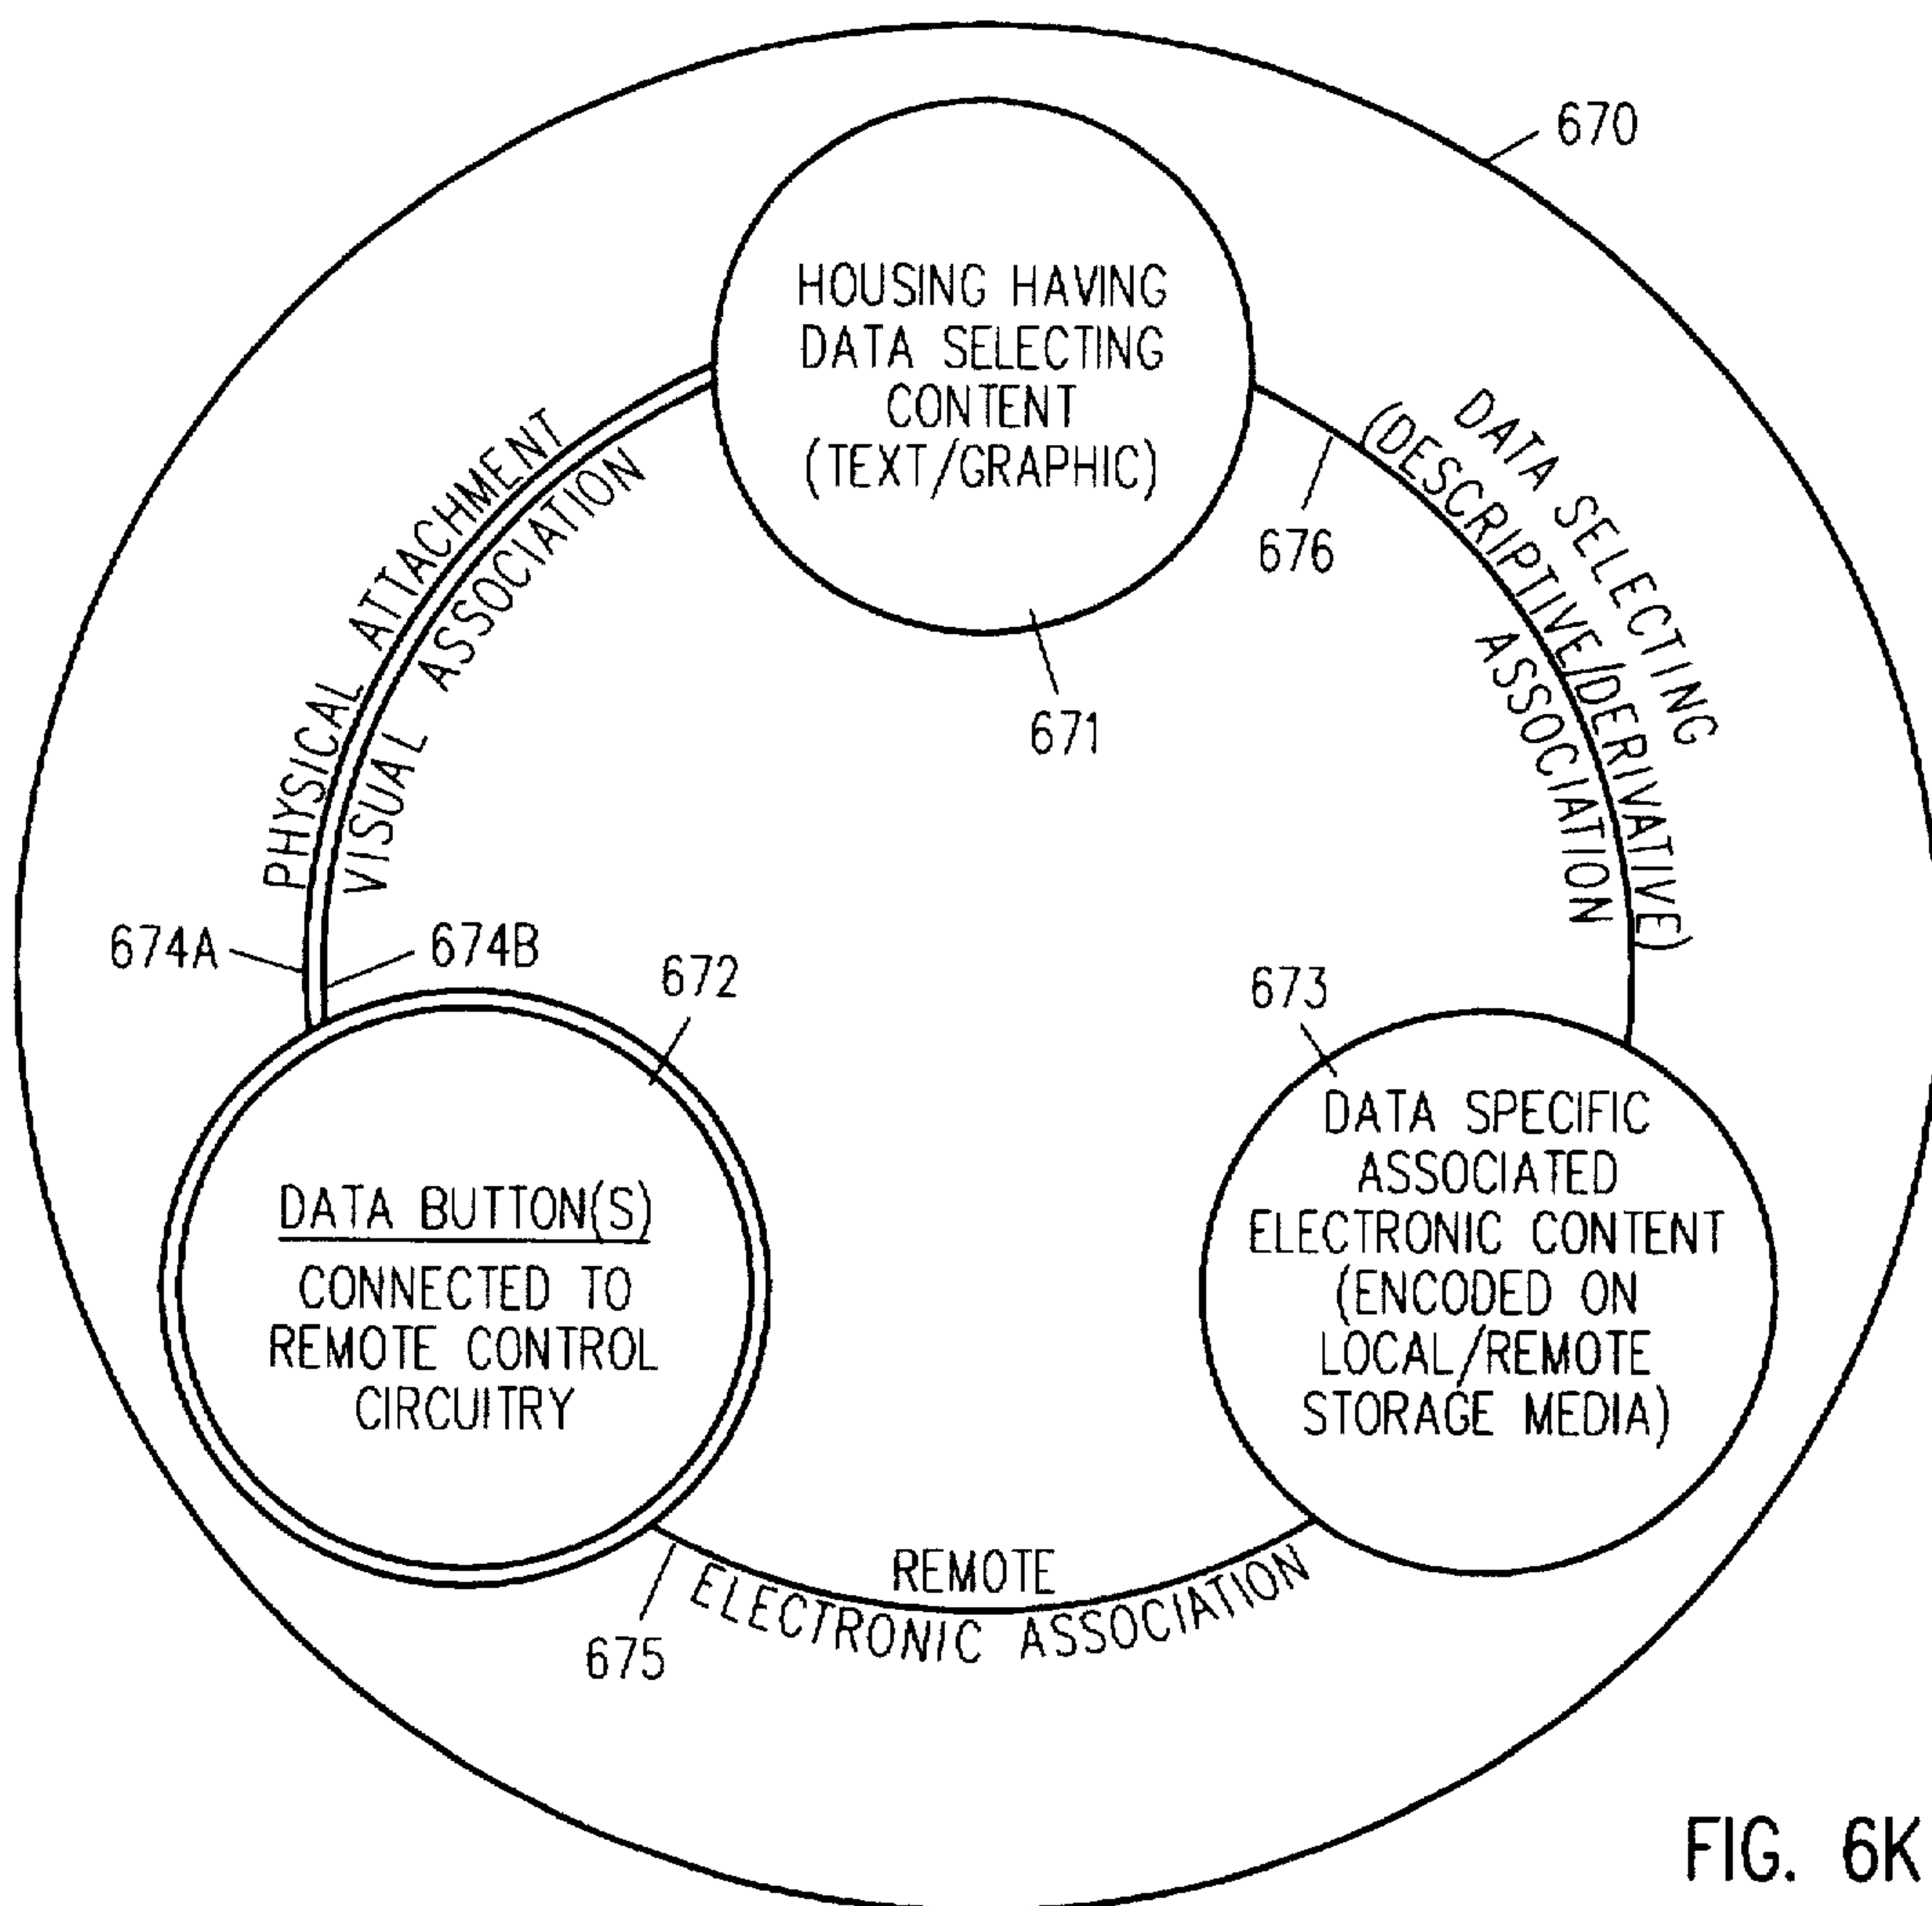 670
HOUSING HAVING
DATA SELECTING
CONTENT
(TEXT/GRAPHIC)
671
676
PHYSICAL ATTACHMENT
VISUAL ASSOCIATION
DATA SELECTING
(DESCRIPTIVE/DERIVATIVE)
ASSOCIATION
674A
674B
672
673
DATA BUTTON(S)
CONNECTED TO
REMOTE CONTROL
CIRCUITRY
DATA SPECIFIC
ASSOCIATED
ELECTRONIC CONTENT
(ENCODED ON
LOCAL/REMOTE
STORAGE MEDIA)
REMOTE
ELECTRONIC ASSOCIATION
675
FIG. 6K